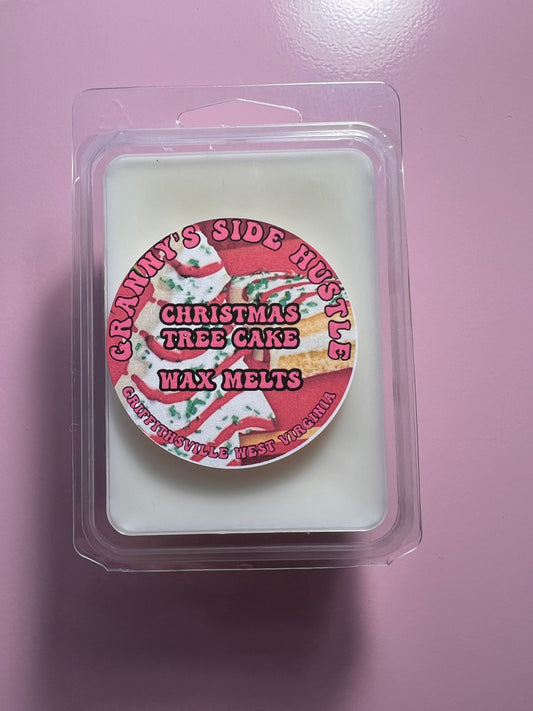 GRANNY'S SIDE HUSTLE
CHRISTMAS
TREE CAKE
WAX MELTS
GRIFFITHSVILLE WEST VIRGINIA